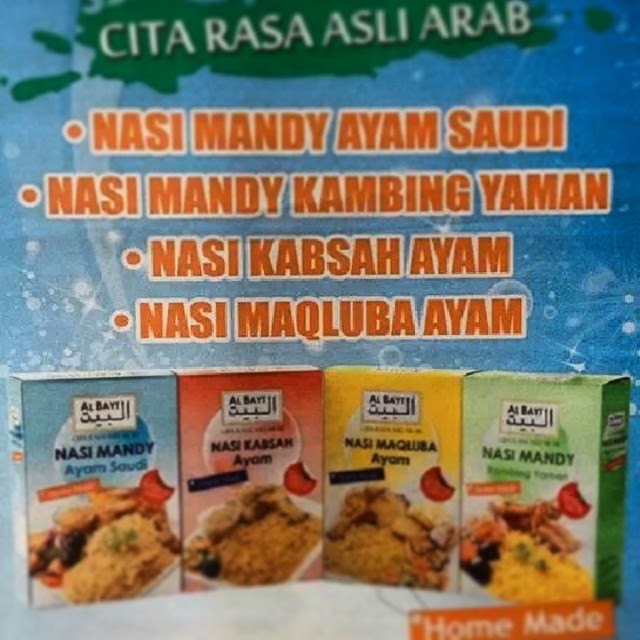 CITA RASA ASLI ARAB
• NASI MANDY AYAM SAUDI
• NASI MANDY KAMBING YAMAN
• NASI KABSAH AYAM
• NASI MAQLUBA AYAM
AL BAYT
البيت
NASI MANDY
Ayam Saudi
AL BAYT
البيت
NASI KABSAH
Ayam
AL BAYT
البيت
NASI MAQLUBA
Ayam
AL BAYT
البيت
NASI MANDY
Kambing Yaman
*Home Made